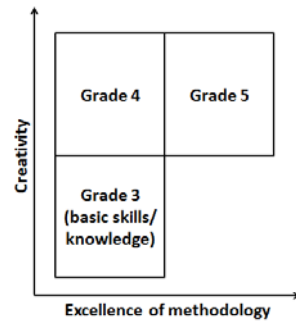 Creativity
Grade 4
Grade 5
Grade 3
(basic skills/
knowledge)
Excellence of methodology